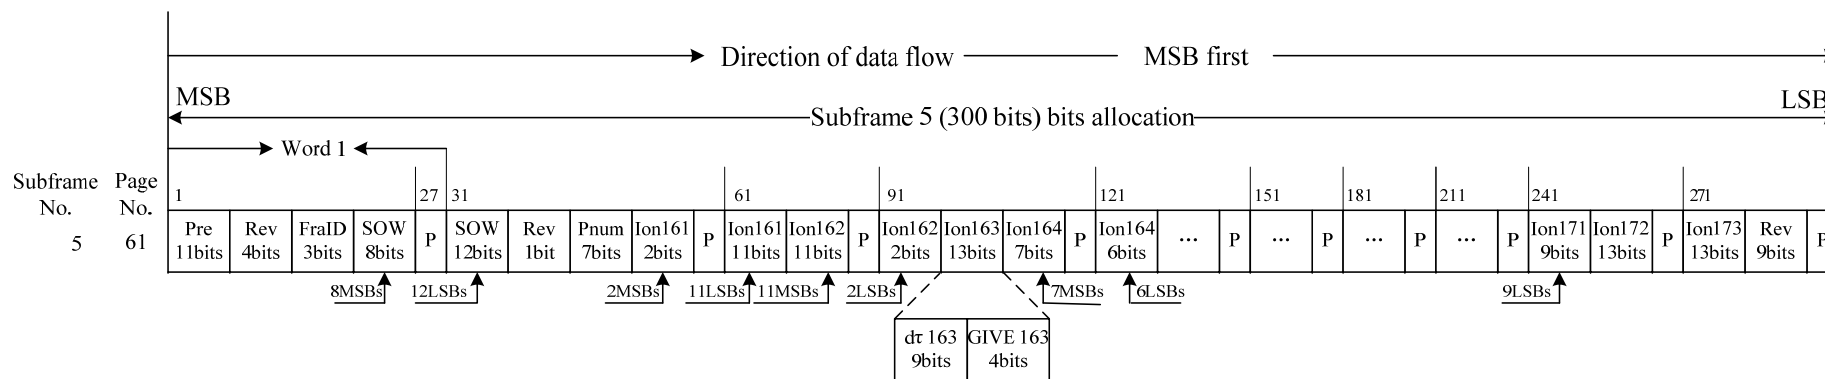 Direction of data flow MSB first
MSB LSB
Subframe 5 (300 bits) bits allocation
Word 1
Subframe No. Page No.
1 27 31 61 91 121 151 181 211 241 271
5 61
Pre 11bits
Rev 4bits
FraID 3bits
SOW 8bits
P
SOW 12bits
Rev 1bit
Pnum 7bits
Ion161 2bits
P
Ion161 11bits
Ion162 11bits
P
Ion162 2bits
Ion163 13bits
Ion164 7bits
P
Ion164 6bits
...
P
...
P
...
P
...
P
Ion171 9bits
Ion172 13bits
P
Ion173 13bits
Rev 9bits
P
8MSBs 12LSBs 2MSBs 11LSBs 11MSBs 2LSBs 7MSBs 6LSBs 9LSBs
dτ 163 9bits
GIVE 163 4bits